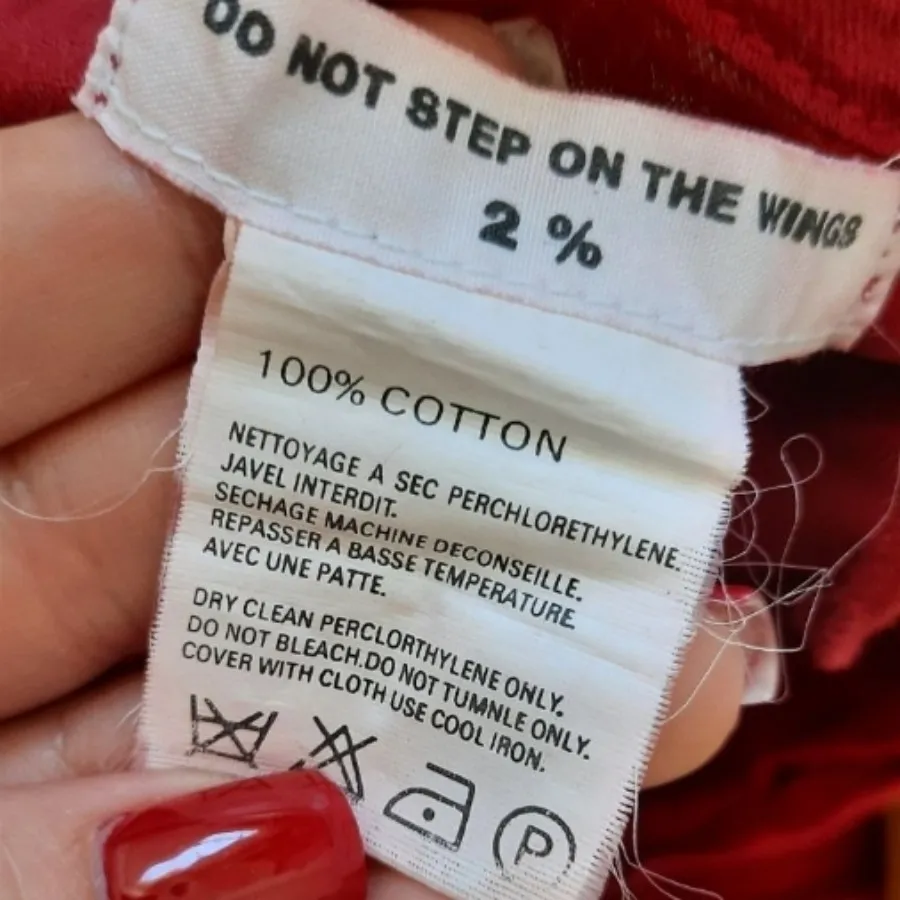 DO NOT STEP ON THE WINGS
2 %
100% COTTON
NETTOYAGE A SEC PERCHLORETHYLENE.
JAVEL INTERDIT.
SECHAGE MACHINE DECONSEILLE.
REPASSER A BASSE TEMPERATURE
AVEC UNE PATTE.
DRY CLEAN PERCLORTHYLENE ONLY.
DO NOT BLEACH.DO NOT TUMNLE ONLY.
COVER WITH CLOTH USE COOL IRON.
P